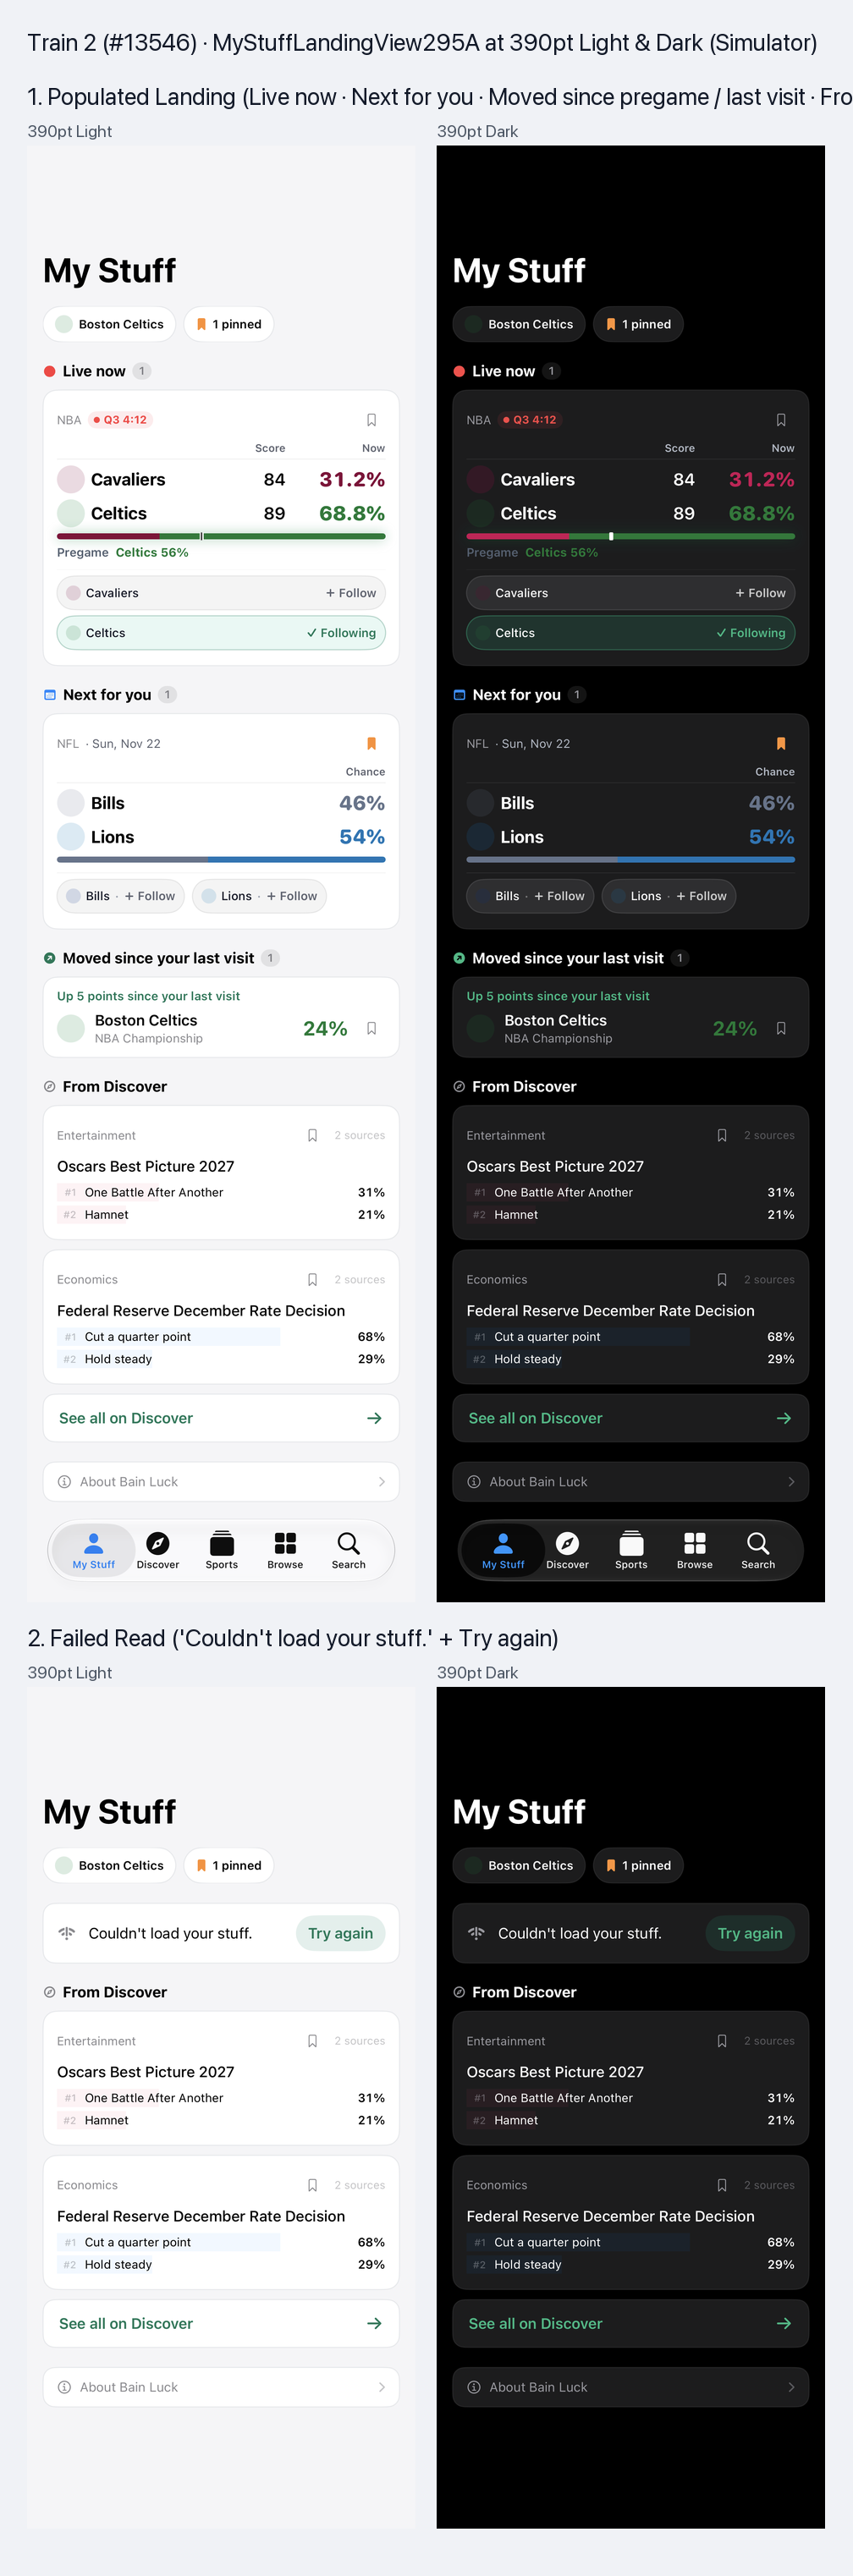 Train 2 (#13546) · MyStuffLandingView295A at 390pt Light & Dark (Simulator)
1. Populated Landing (Live now · Next for you · Moved since pregame / last visit · Fro
390pt Light
My Stuff
Boston Celtics
1 pinned
Live now 1
NBA Q3 4:12
Score Now
Cavaliers 84 31.2%
Celtics 89 68.8%
Pregame Celtics 56%
Cavaliers + Follow
Celtics ✓ Following
Next for you 1
NFL · Sun, Nov 22
Chance
Bills 46%
Lions 54%
Bills · + Follow
Lions · + Follow
Moved since your last visit 1
Up 5 points since your last visit
Boston Celtics
NBA Championship
24%
From Discover
Entertainment 2 sources
Oscars Best Picture 2027
#1 One Battle After Another 31%
#2 Hamnet 21%
Economics 2 sources
Federal Reserve December Rate Decision
#1 Cut a quarter point 68%
#2 Hold steady 29%
See all on Discover →
About Bain Luck
My Stuff Discover Sports Browse Search
390pt Dark
My Stuff
Boston Celtics
1 pinned
Live now 1
NBA Q3 4:12
Score Now
Cavaliers 84 31.2%
Celtics 89 68.8%
Pregame Celtics 56%
Cavaliers + Follow
Celtics ✓ Following
Next for you 1
NFL · Sun, Nov 22
Chance
Bills 46%
Lions 54%
Bills · + Follow
Lions · + Follow
Moved since your last visit 1
Up 5 points since your last visit
Boston Celtics
NBA Championship
24%
From Discover
Entertainment 2 sources
Oscars Best Picture 2027
#1 One Battle After Another 31%
#2 Hamnet 21%
Economics 2 sources
Federal Reserve December Rate Decision
#1 Cut a quarter point 68%
#2 Hold steady 29%
See all on Discover →
About Bain Luck
My Stuff Discover Sports Browse Search
2. Failed Read ('Couldn't load your stuff.' + Try again)
390pt Light
My Stuff
Boston Celtics
1 pinned
Couldn't load your stuff. Try again
From Discover
Entertainment 2 sources
Oscars Best Picture 2027
#1 One Battle After Another 31%
#2 Hamnet 21%
Economics 2 sources
Federal Reserve December Rate Decision
#1 Cut a quarter point 68%
#2 Hold steady 29%
See all on Discover →
About Bain Luck
390pt Dark
My Stuff
Boston Celtics
1 pinned
Couldn't load your stuff. Try again
From Discover
Entertainment 2 sources
Oscars Best Picture 2027
#1 One Battle After Another 31%
#2 Hamnet 21%
Economics 2 sources
Federal Reserve December Rate Decision
#1 Cut a quarter point 68%
#2 Hold steady 29%
See all on Discover →
About Bain Luck